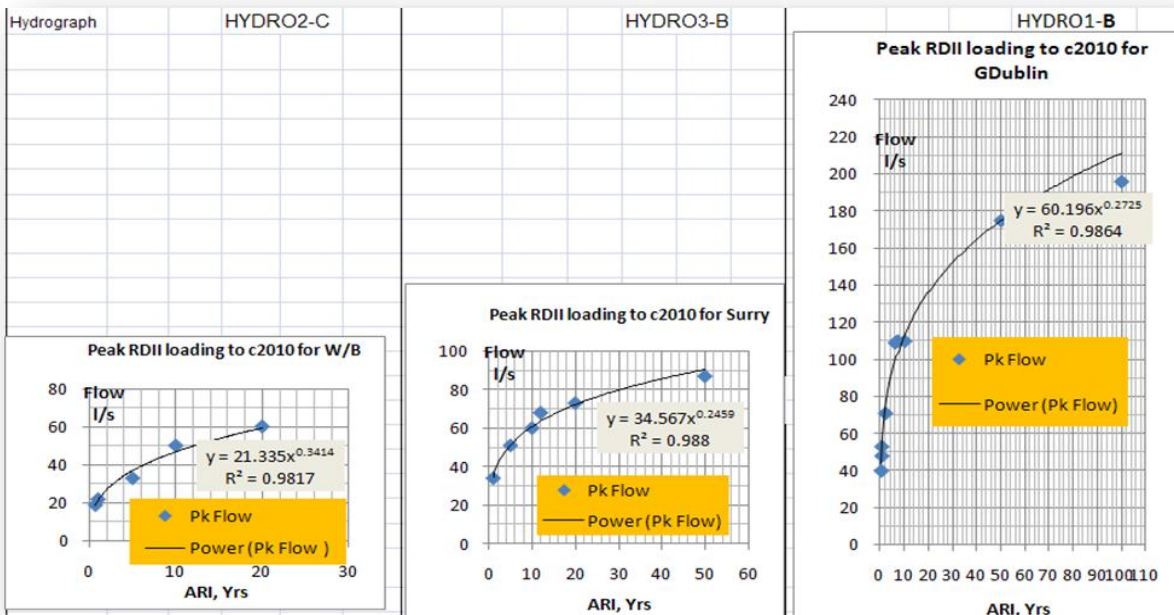 Hydrograph
HYDRO2-C
HYDRO3-B
HYDRO1-B
Peak RDII loading to c2010 for W/B
Flow
l/s
80
60
40
20
0
y = 21.335x^0.3414
R² = 0.9817
Pk Flow
Power (Pk Flow )
0 10 20 30
ARI, Yrs
Peak RDII loading to c2010 for Surry
Flow
l/s
100
80
60
40
20
0
y = 34.567x^0.2459
R² = 0.988
Pk Flow
Power (Pk Flow)
0 10 20 30 40 50 60
ARI, Yrs
Peak RDII loading to c2010 for
GDublin
Flow
l/s
240
220
200
180
160
140
120
100
80
60
40
20
0
y = 60.196x^0.2725
R² = 0.9864
Pk Flow
Power (Pk Flow)
0 10 20 30 40 50 60 70 80 90100110
ARI, Yrs